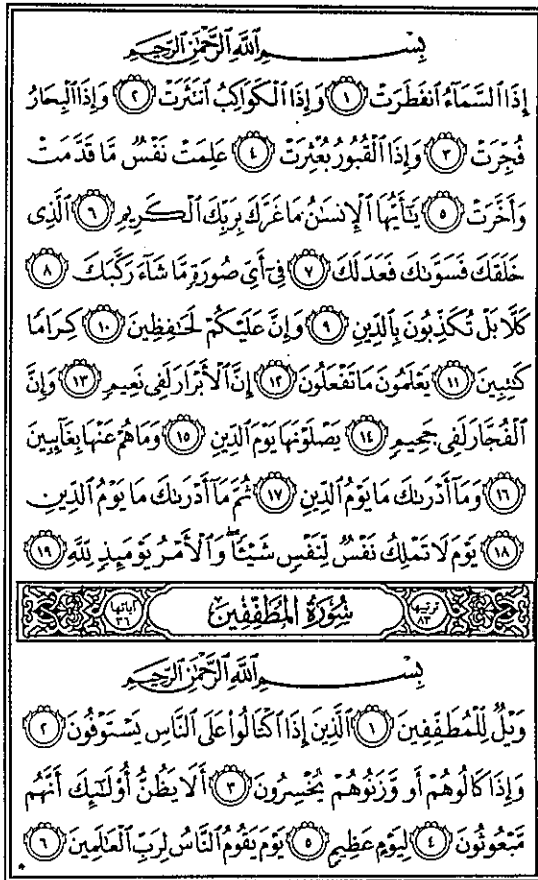 بِسْمِ ٱللَّهِ ٱلرَّحْمَٰنِ ٱلرَّحِيمِ
إِذَا ٱلسَّمَآءُ ٱنفَطَرَتْ ١ وَإِذَا ٱلْكَوَاكِبُ ٱنتَثَرَتْ ٢ وَإِذَا ٱلْبِحَارُ
فُجِّرَتْ ٣ وَإِذَا ٱلْقُبُورُ بُعْثِرَتْ ٤ عَلِمَتْ نَفْسٌ مَّا قَدَّمَتْ
وَأَخَّرَتْ ٥ يَٰٓأَيُّهَا ٱلْإِنسَٰنُ مَا غَرَّكَ بِرَبِّكَ ٱلْكَرِيمِ ٦ ٱلَّذِى
خَلَقَكَ فَسَوَّىٰكَ فَعَدَلَكَ ٧ فِىٓ أَىِّ صُورَةٍ مَّا شَآءَ رَكَّبَكَ ٨
كَلَّا بَلْ تُكَذِّبُونَ بِٱلدِّينِ ٩ وَإِنَّ عَلَيْكُمْ لَحَٰفِظِينَ ١٠ كِرَامًا
كَٰتِبِينَ ١١ يَعْلَمُونَ مَا تَفْعَلُونَ ١٢ إِنَّ ٱلْأَبْرَارَ لَفِى نَعِيمٍ ١٣ وَإِنَّ
ٱلْفُجَّارَ لَفِى جَحِيمٍ ١٤ يَصْلَوْنَهَا يَوْمَ ٱلدِّينِ ١٥ وَمَا هُمْ عَنْهَا بِغَآئِبِينَ
١٦ وَمَآ أَدْرَىٰكَ مَا يَوْمُ ٱلدِّينِ ١٧ ثُمَّ مَآ أَدْرَىٰكَ مَا يَوْمُ ٱلدِّينِ
١٨ يَوْمَ لَا تَمْلِكُ نَفْسٌ لِّنَفْسٍ شَيْـًٔا ۖ وَٱلْأَمْرُ يَوْمَئِذٍ لِّلَّهِ ١٩
ترتيبها ٨٣ سُورَةُ الْمُطَفِّفِينَ آياتها ٣٦
بِسْمِ ٱللَّهِ ٱلرَّحْمَٰنِ ٱلرَّحِيمِ
وَيْلٌ لِّلْمُطَفِّفِينَ ١ ٱلَّذِينَ إِذَا ٱكْتَالُوا۟ عَلَى ٱلنَّاسِ يَسْتَوْفُونَ ٢
وَإِذَا كَالُوهُمْ أَو وَّزَنُوهُمْ يُخْسِرُونَ ٣ أَلَا يَظُنُّ أُو۟لَٰٓئِكَ أَنَّهُم
مَّبْعُوثُونَ ٤ لِيَوْمٍ عَظِيمٍ ٥ يَوْمَ يَقُومُ ٱلنَّاسُ لِرَبِّ ٱلْعَٰلَمِينَ ٦